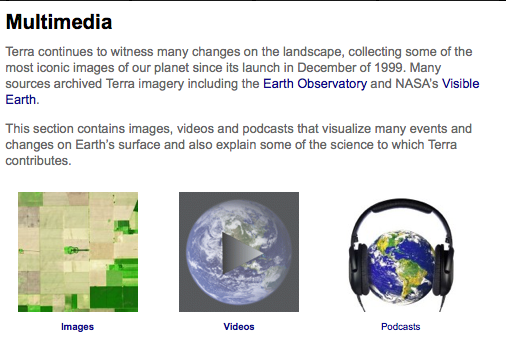 Multimedia
Terra continues to witness many changes on the landscape, collecting some of the
most iconic images of our planet since its launch in December of 1999. Many
sources archived Terra imagery including the Earth Observatory and NASA's Visible
Earth.
This section contains images, videos and podcasts that visualize many events and
changes on Earth's surface and also explain some of the science to which Terra
contributes.
Images
Videos
Podcasts